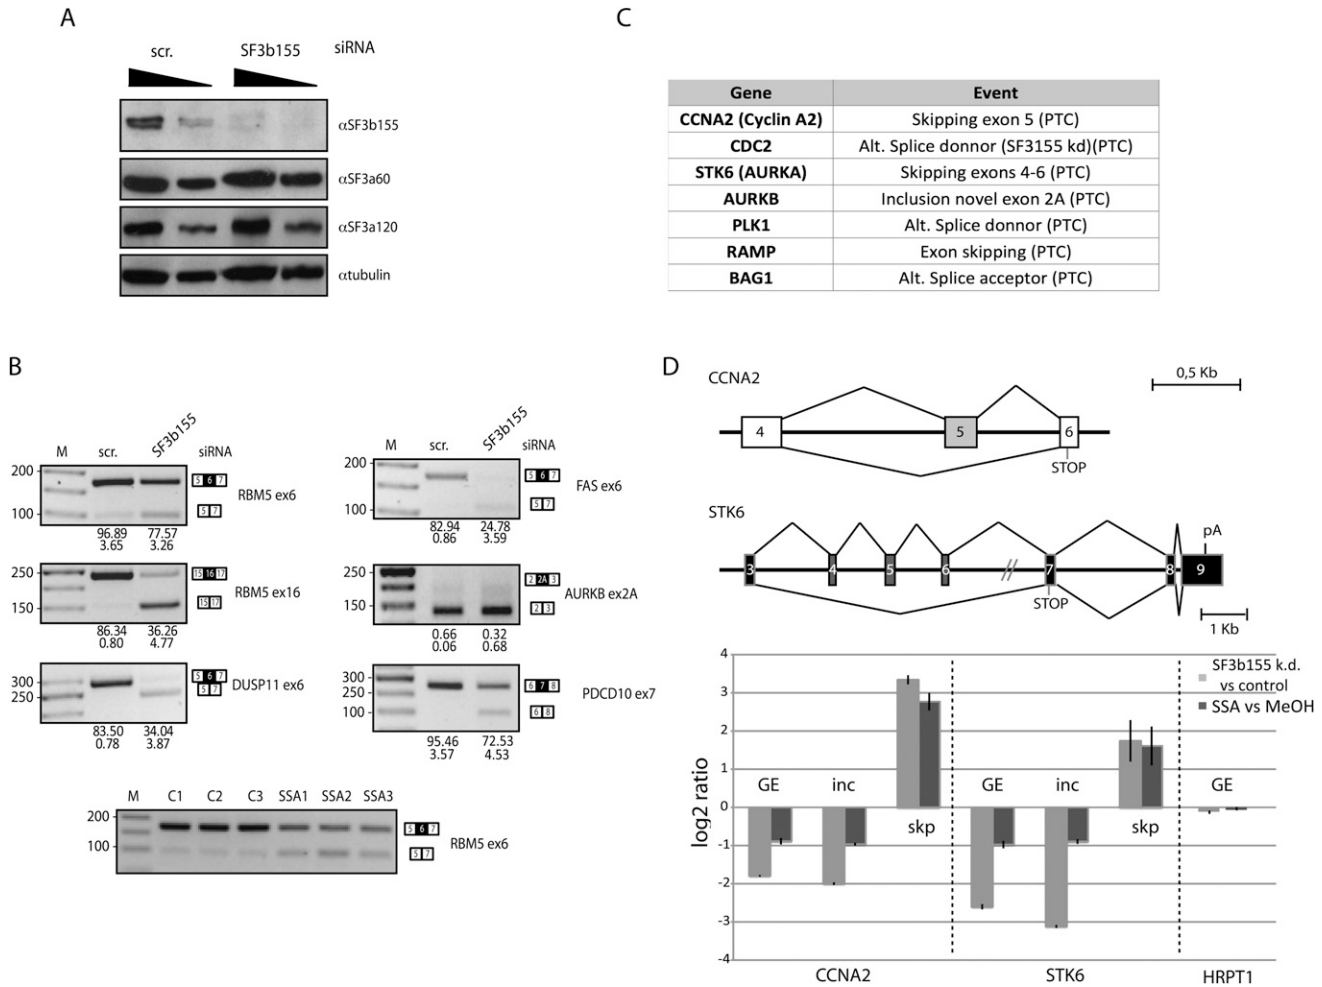 A
scr. SF3b155 siRNA
αSF3b155
αSF3a60
αSF3a120
αtubulin
B
M scr. SF3b155 siRNA
200
100
5 6 7
5 7
RBM5 ex6
96.89 77.57
3.65 3.26
250
150
15 16 17
15 17
RBM5 ex16
86.34 36.26
0.80 4.77
300
250
5 6 7
5 7
DUSP11 ex6
83.50 34.04
0.78 3.87
M scr. SF3b155 siRNA
200
100
5 6 7
5 7
FAS ex6
82.94 24.78
0.86 3.59
250
150
2 2A 3
2 3
AURKB ex2A
0.66 0.32
0.06 0.68
300
250
100
6 7 8
6 8
PDCD10 ex7
95.46 72.53
3.57 4.53
M C1 C2 C3 SSA1 SSA2 SSA3
200
100
5 6 7
5 7
RBM5 ex6
C
Gene Event
CCNA2 (Cyclin A2) Skipping exon 5 (PTC)
CDC2 Alt. Splice donnor (SF3155 kd)(PTC)
STK6 (AURKA) Skipping exons 4-6 (PTC)
AURKB Inclusion novel exon 2A (PTC)
PLK1 Alt. Splice donnor (PTC)
RAMP Exon skipping (PTC)
BAG1 Alt. Splice acceptor (PTC)
D
CCNA2
0,5 Kb
4 5 6
STOP
STK6
pA
3 4 5 6 // 7 8 9
STOP
1 Kb
SF3b155 k.d.
vs control
SSA vs MeOH
log2 ratio
4
3
2
1
0
-1
-2
-3
-4
GE inc skp GE inc skp GE
CCNA2 STK6 HRPT1